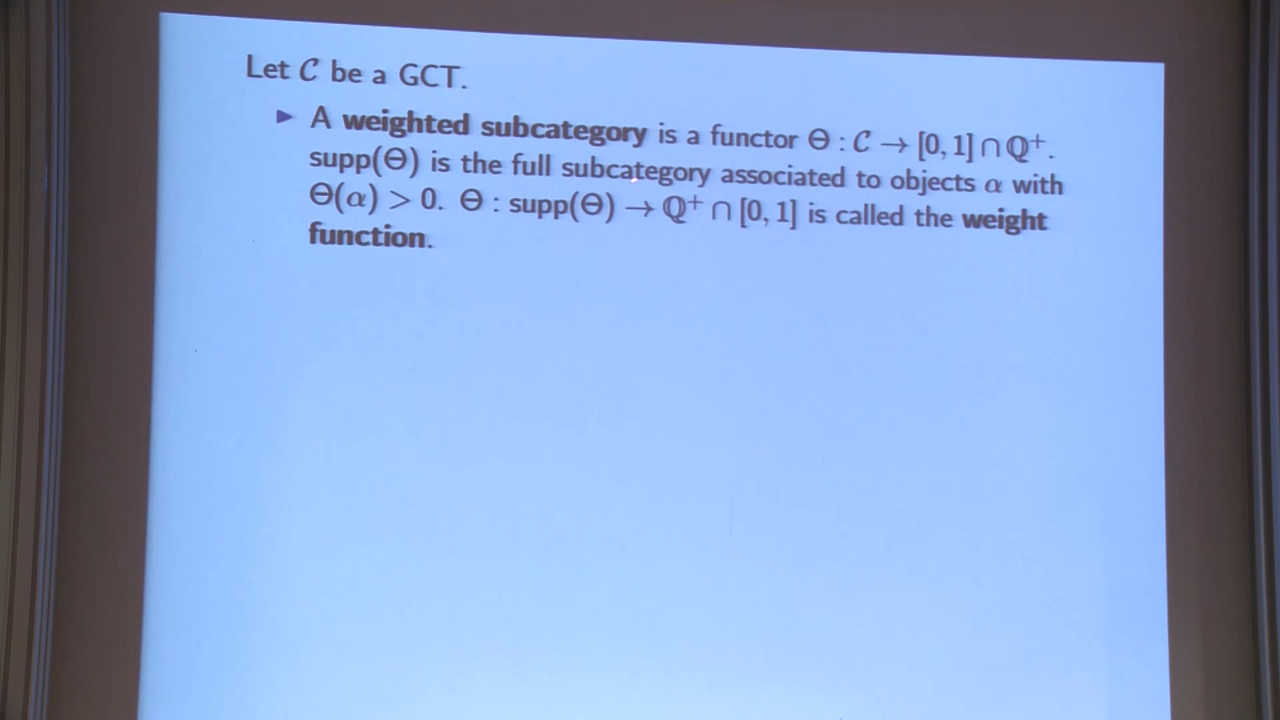 Let 𝒞 be a GCT.
▶ A weighted subcategory is a functor Θ : 𝒞 → [0, 1] ∩ ℚ⁺.
supp(Θ) is the full subcategory associated to objects α with
Θ(α) > 0. Θ : supp(Θ) → ℚ⁺ ∩ [0, 1] is called the weight
function.